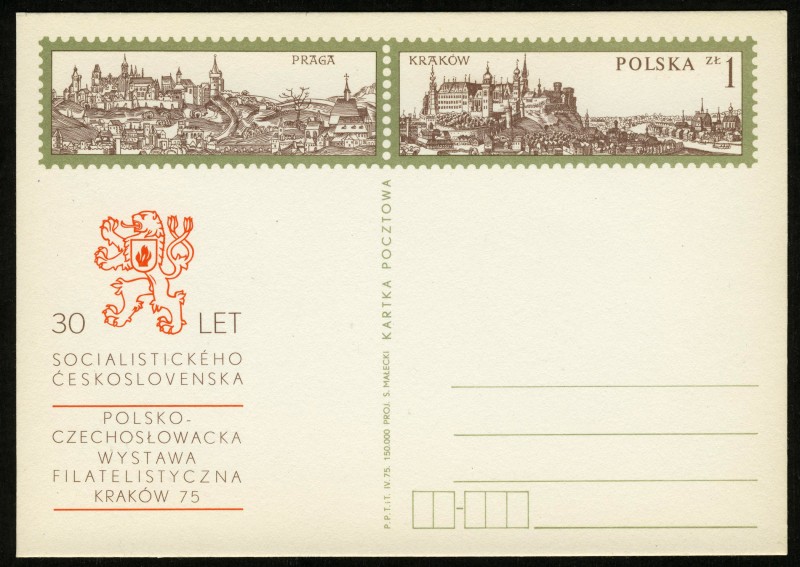 PRAGA
KRAKÓW
POLSKA ZŁ 1
30 LET
SOCIALISTICKÉHO
ČESKOSLOVENSKA
POLSKO-
CZECHOSŁOWACKA
WYSTAWA
FILATELISTYCZNA
KRAKÓW 75
P.P.T.iT. IV.75. 150.000 PROJ. S. MAŁECKI KARTKA POCZTOWA